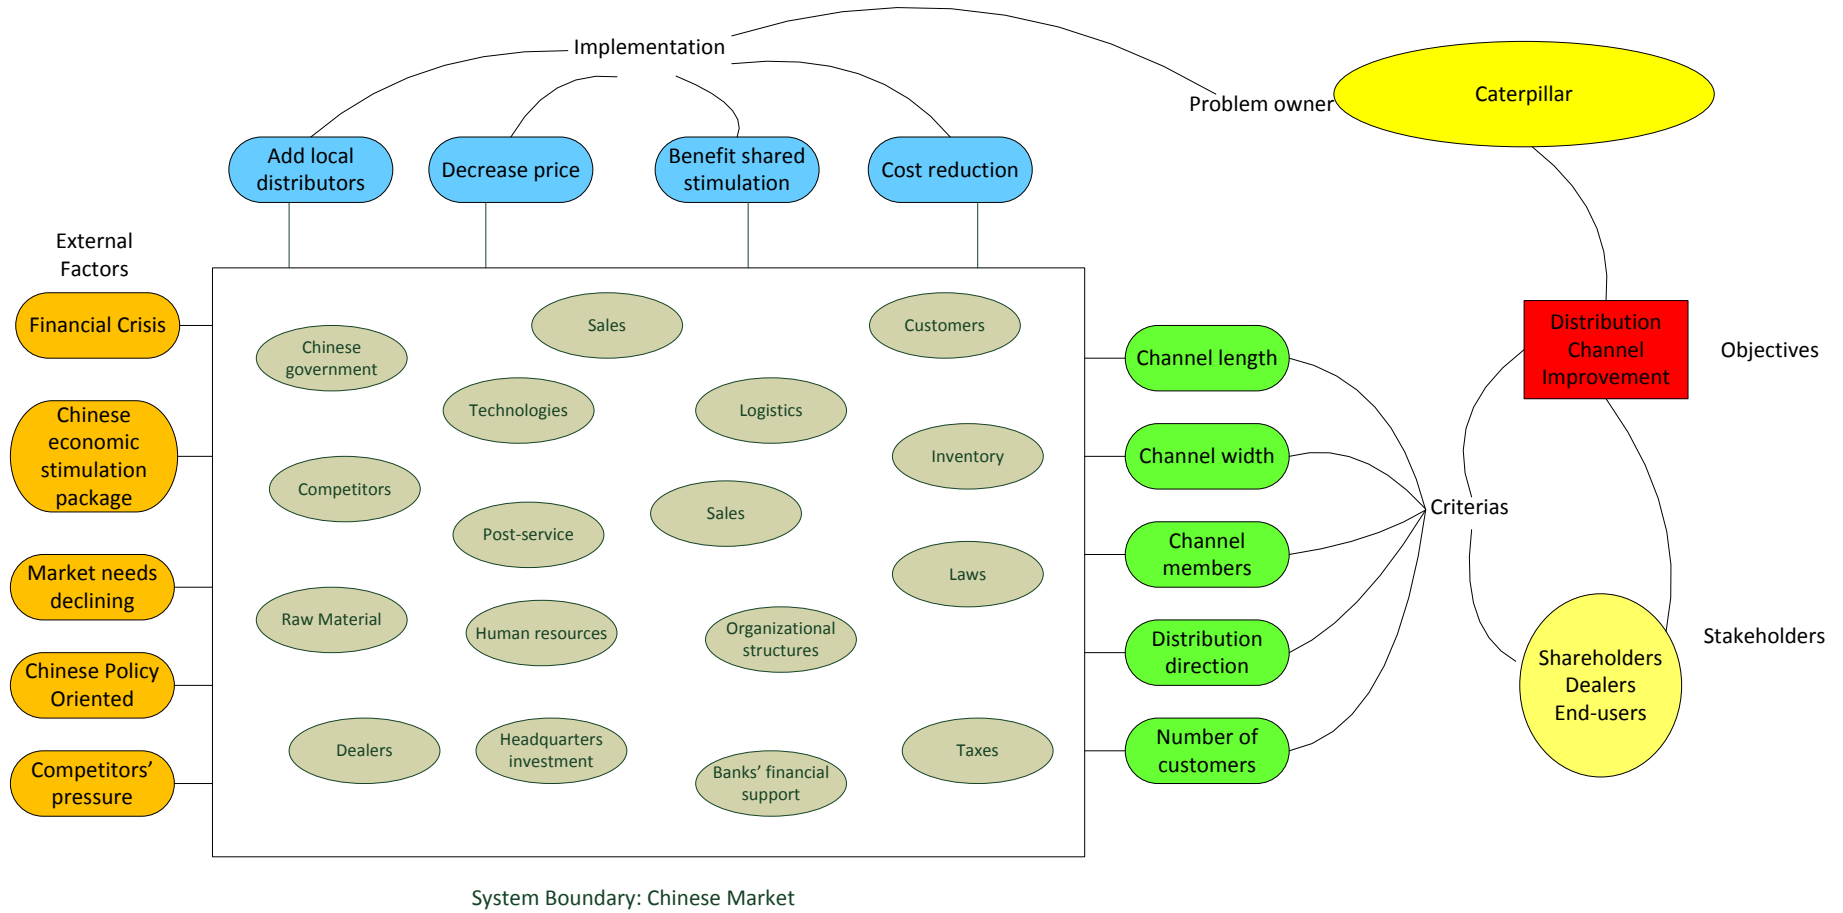 Implementation
Problem owner
Caterpillar
Add local
distributors
Decrease price
Benefit shared
stimulation
Cost reduction
External
Factors
Financial Crisis
Chinese
economic
stimulation
package
Market needs
declining
Chinese Policy
Oriented
Competitors’
pressure
Chinese
government
Sales
Customers
Technologies
Logistics
Inventory
Competitors
Post-service
Sales
Laws
Raw Material
Human resources
Organizational
structures
Dealers
Headquarters
investment
Banks’ financial
support
Taxes
Channel length
Channel width
Channel
members
Distribution
direction
Number of
customers
Criterias
Distribution
Channel
Improvement
Objectives
Shareholders
Dealers
End-users
Stakeholders
System Boundary: Chinese Market